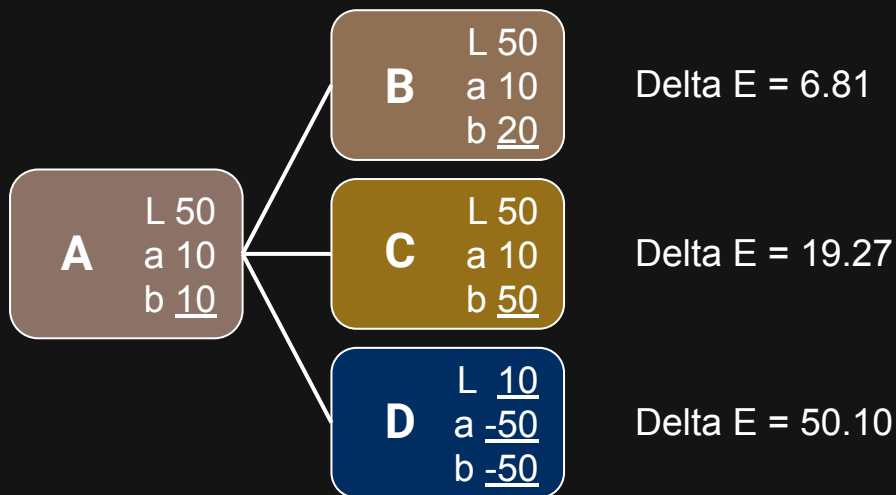 B
L 50
a 10
b 20
Delta E = 6.81
A
L 50
a 10
b 10
C
L 50
a 10
b 50
Delta E = 19.27
D
L 10
a -50
b -50
Delta E = 50.10